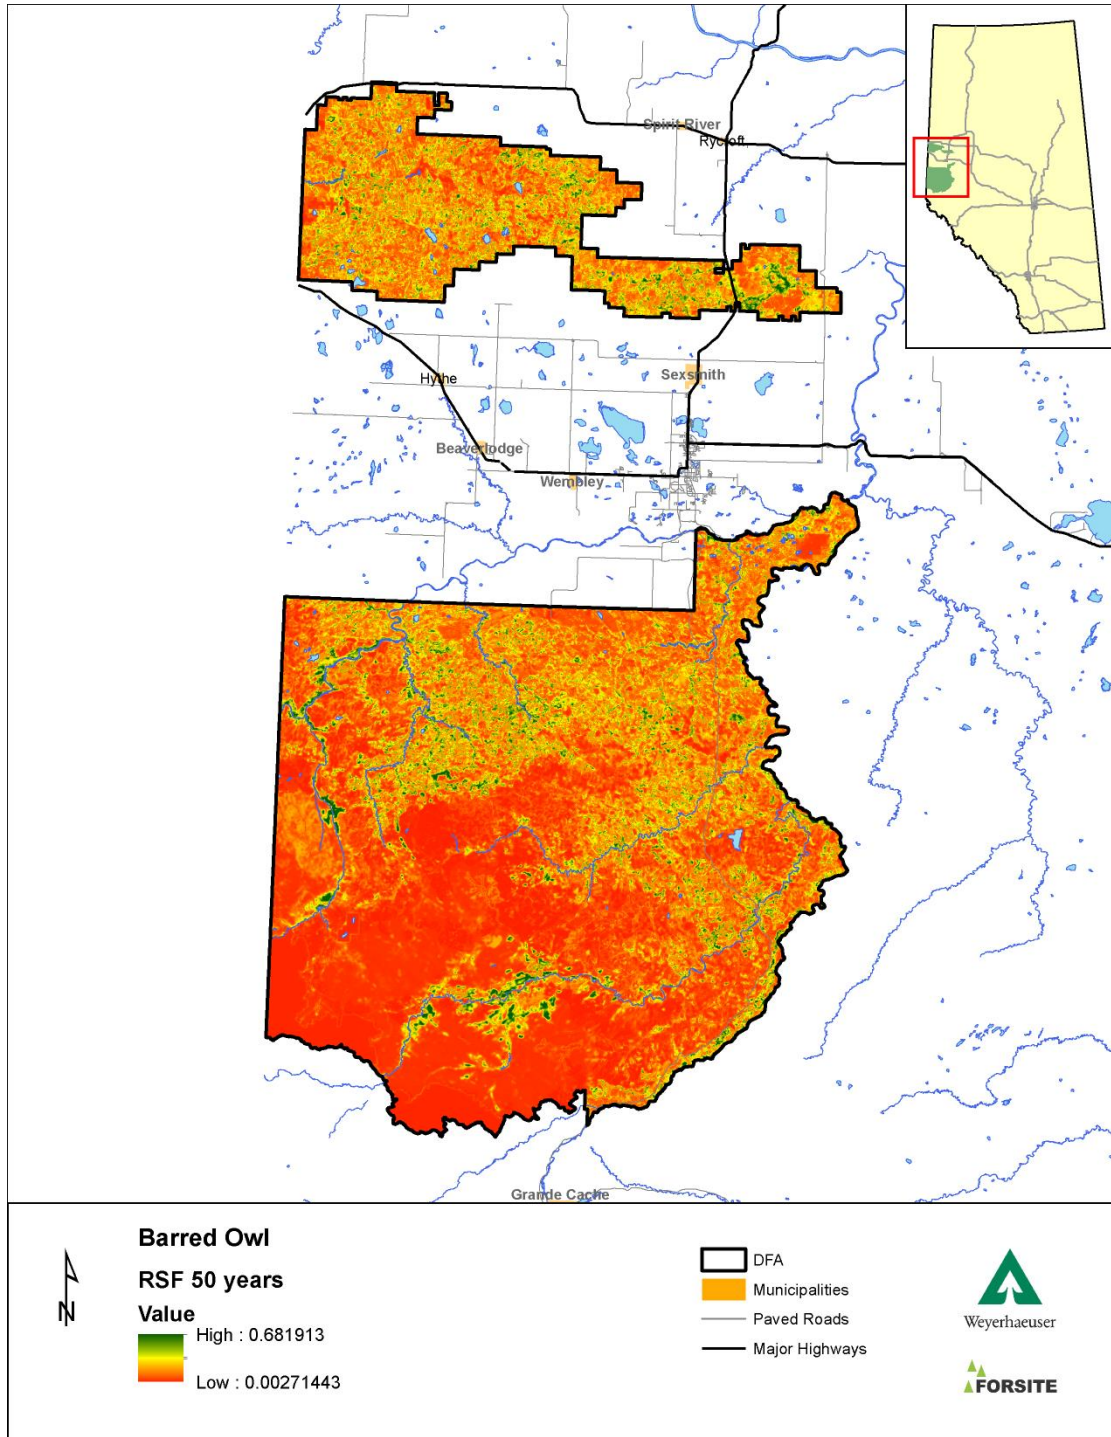 Spirit River
Rycroft
Sexsmith
Hythe
Beaverlodge
Wembley
Grande Cache
N
Barred Owl
RSF 50 years
Value
High : 0.681913
Low : 0.00271443
DFA
Municipalities
Paved Roads
Major Highways
Weyerhaeuser
FORSITE